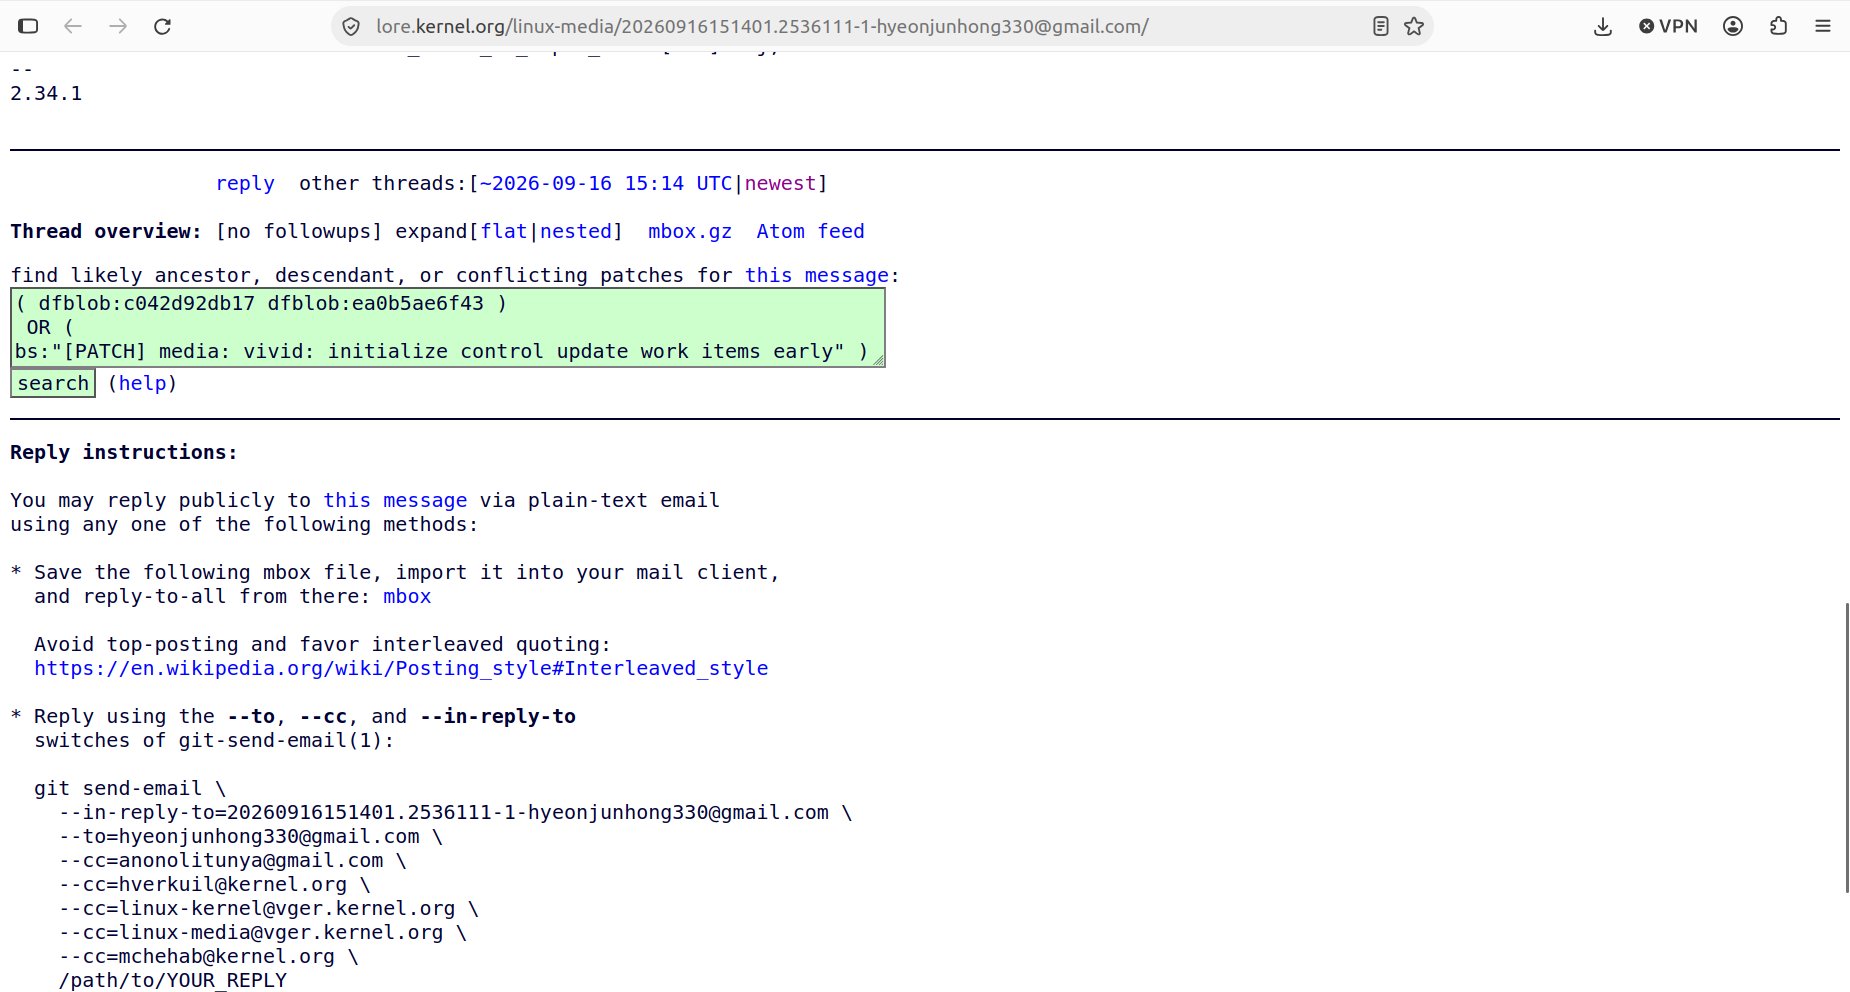 lore.kernel.org/linux-media/20260916151401.2536111-1-hyeonjunhong330@gmail.com/
VPN
--
2.34.1
reply other threads:[~2026-09-16 15:14 UTC|newest]
Thread overview: [no followups] expand[flat|nested] mbox.gz Atom feed
find likely ancestor, descendant, or conflicting patches for this message:
( dfblob:c042d92db17 dfblob:ea0b5ae6f43 )
OR (
bs:"[PATCH] media: vivid: initialize control update work items early" )
search (help)
Reply instructions:
You may reply publicly to this message via plain-text email
using any one of the following methods:
* Save the following mbox file, import it into your mail client,
and reply-to-all from there: mbox
Avoid top-posting and favor interleaved quoting:
https://en.wikipedia.org/wiki/Posting_style#Interleaved_style
* Reply using the --to, --cc, and --in-reply-to
switches of git-send-email(1):
git send-email \
--in-reply-to=20260916151401.2536111-1-hyeonjunhong330@gmail.com \
--to=hyeonjunhong330@gmail.com \
--cc=anonolitunya@gmail.com \
--cc=hverkuil@kernel.org \
--cc=linux-kernel@vger.kernel.org \
--cc=linux-media@vger.kernel.org \
--cc=mchehab@kernel.org \
/path/to/YOUR_REPLY